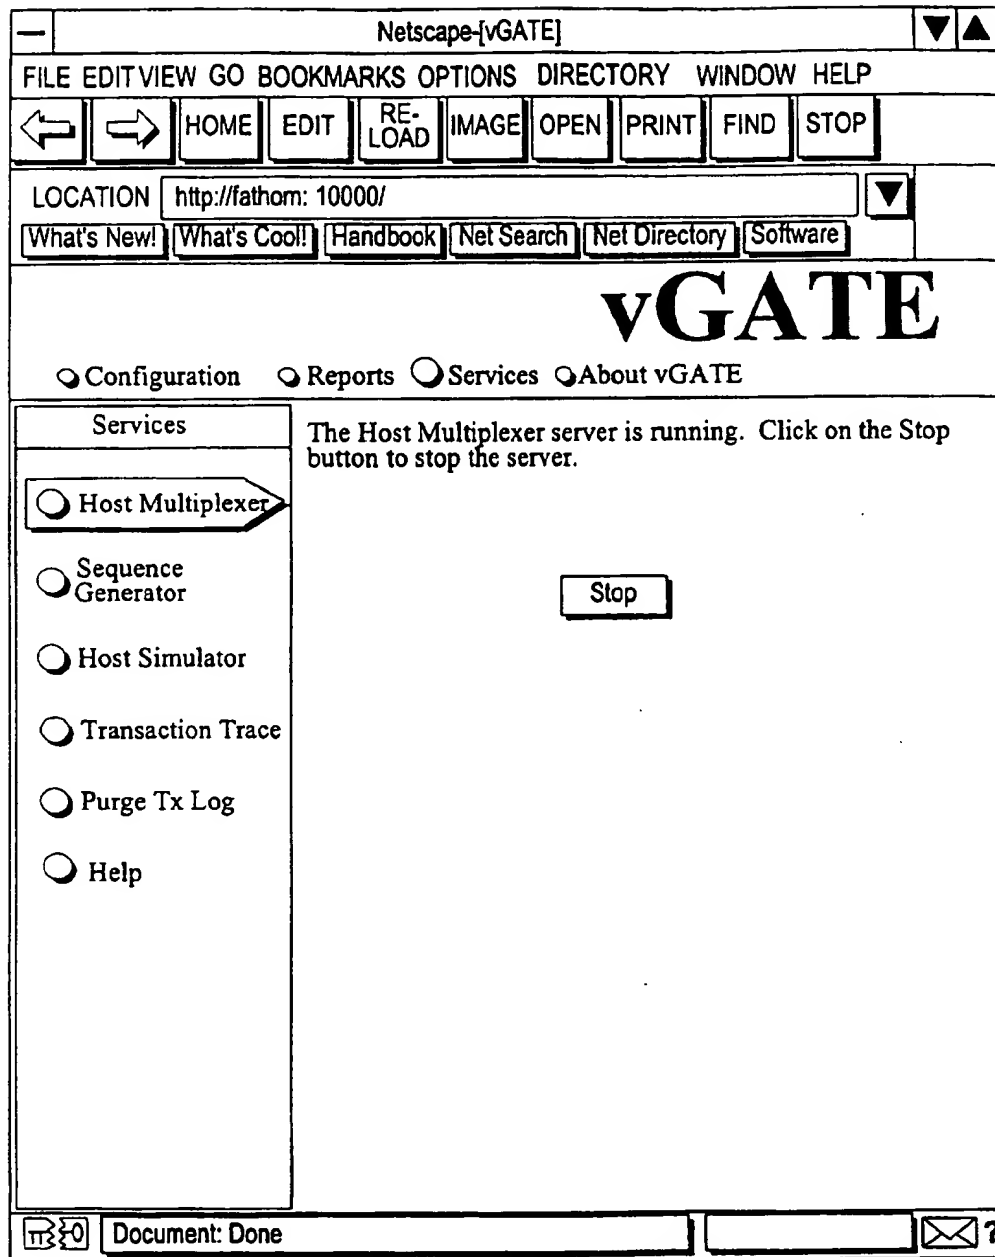 Netscape-[vGATE]
FILE EDIT VIEW GO BOOKMARKS OPTIONS DIRECTORY WINDOW HELP
HOME EDIT RE-LOAD IMAGE OPEN PRINT FIND STOP
LOCATION http://fathom: 10000/
What's New! What's Cool! Handbook Net Search Net Directory Software
vGATE
Configuration Reports Services About vGATE
Services
Host Multiplexer
Sequence
Generator
Host Simulator
Transaction Trace
Purge Tx Log
Help
The Host Multiplexer server is running. Click on the Stop
button to stop the server.
Stop
Document: Done
?